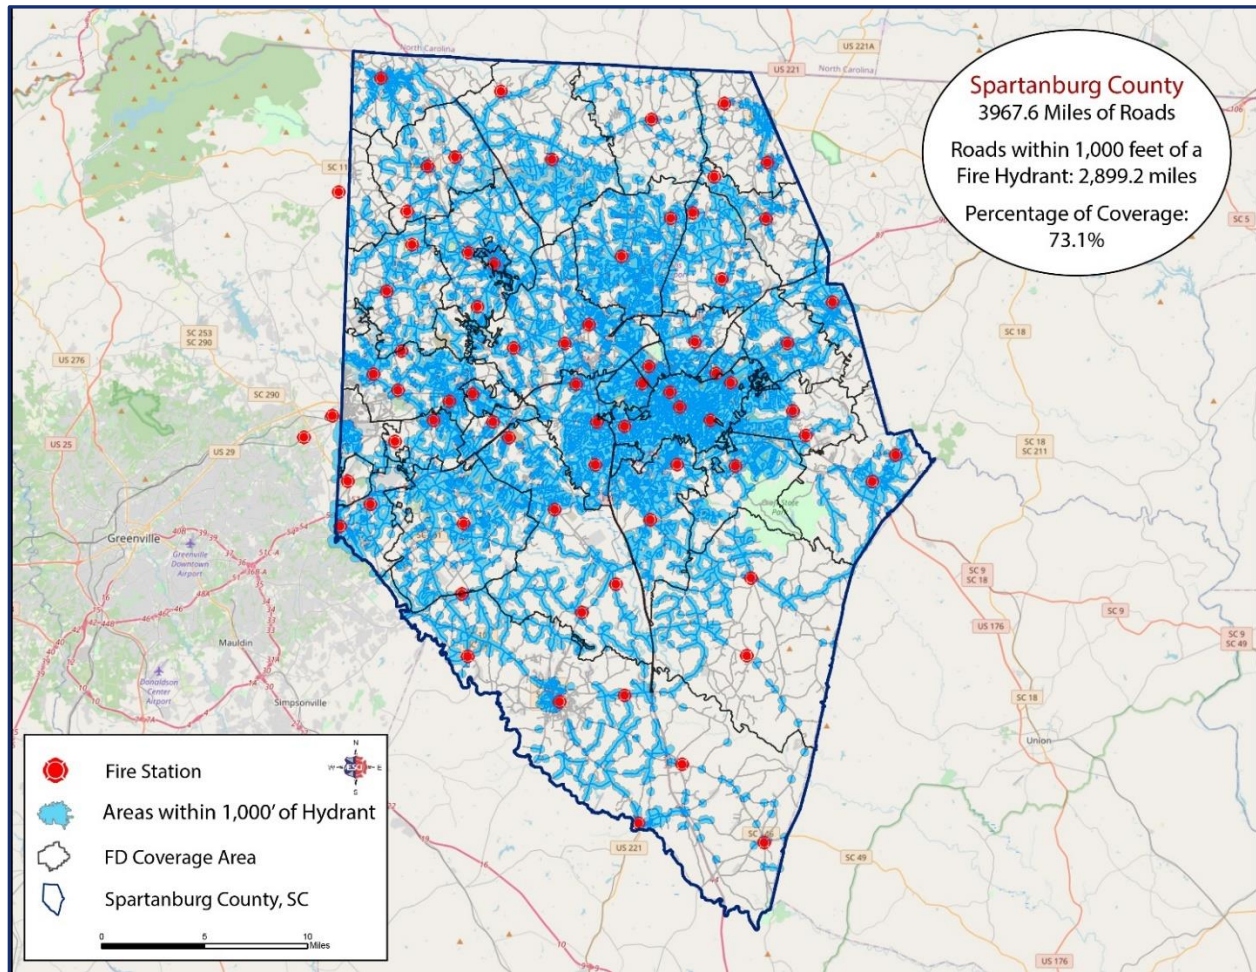 North Carolina
US 221
US 221A
North Carolina
106
Spartanburg County
3967.6 Miles of Roads
Roads within 1,000 feet of a
Fire Hydrant: 2,899.2 miles
Percentage of Coverage:
73.1%
SC 11
SC 5
SC 253
SC 290
SC 18
US 276
SC 290
US 25
US 29
SC 18
SC 211
Greenville
Greenville
Downtown
Airport
Mauldin
Donaldson
Center
Airport
Simpsonville
SC 9
SC 18
SC 9
US 176
SC 9
SC 49
SC 18
Union
US 221
SC 49
US 176
N
W
E
S
ESCI
Fire Station
Areas within 1,000' of Hydrant
FD Coverage Area
Spartanburg County, SC
0
5
10
Miles